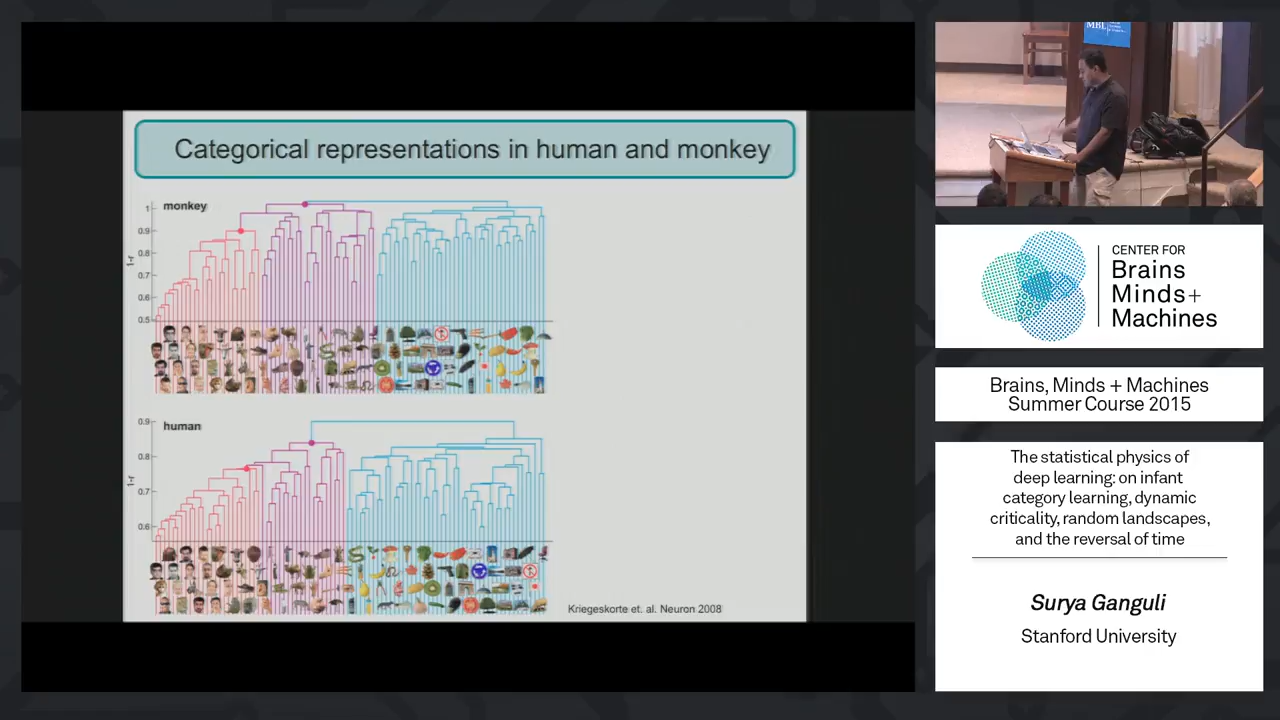 Categorical representations in human and monkey
monkey
1
0.9
0.8
0.7
0.6
0.5
1-r
human
0.9
0.8
0.7
0.6
1-r
Kriegeskorte et. al. Neuron 2008
MBL
CENTER FOR
Brains
Minds+
Machines
Brains, Minds + Machines
Summer Course 2015
The statistical physics of
deep learning: on infant
category learning, dynamic
criticality, random landscapes,
and the reversal of time
Surya Ganguli
Stanford University